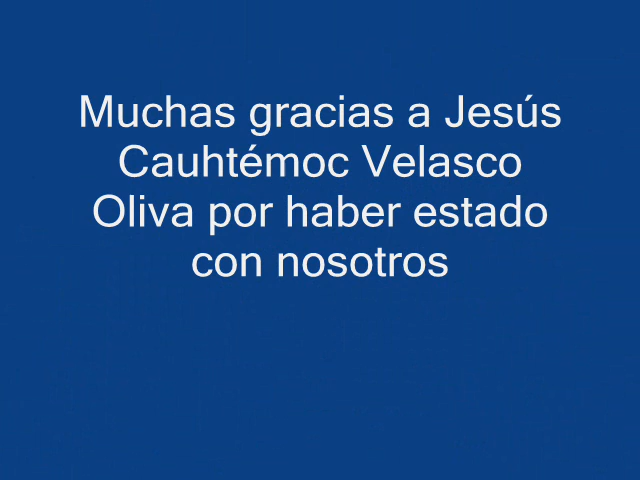 Muchas gracias a Jesús
Cauhtémoc Velasco
Oliva por haber estado
con nosotros